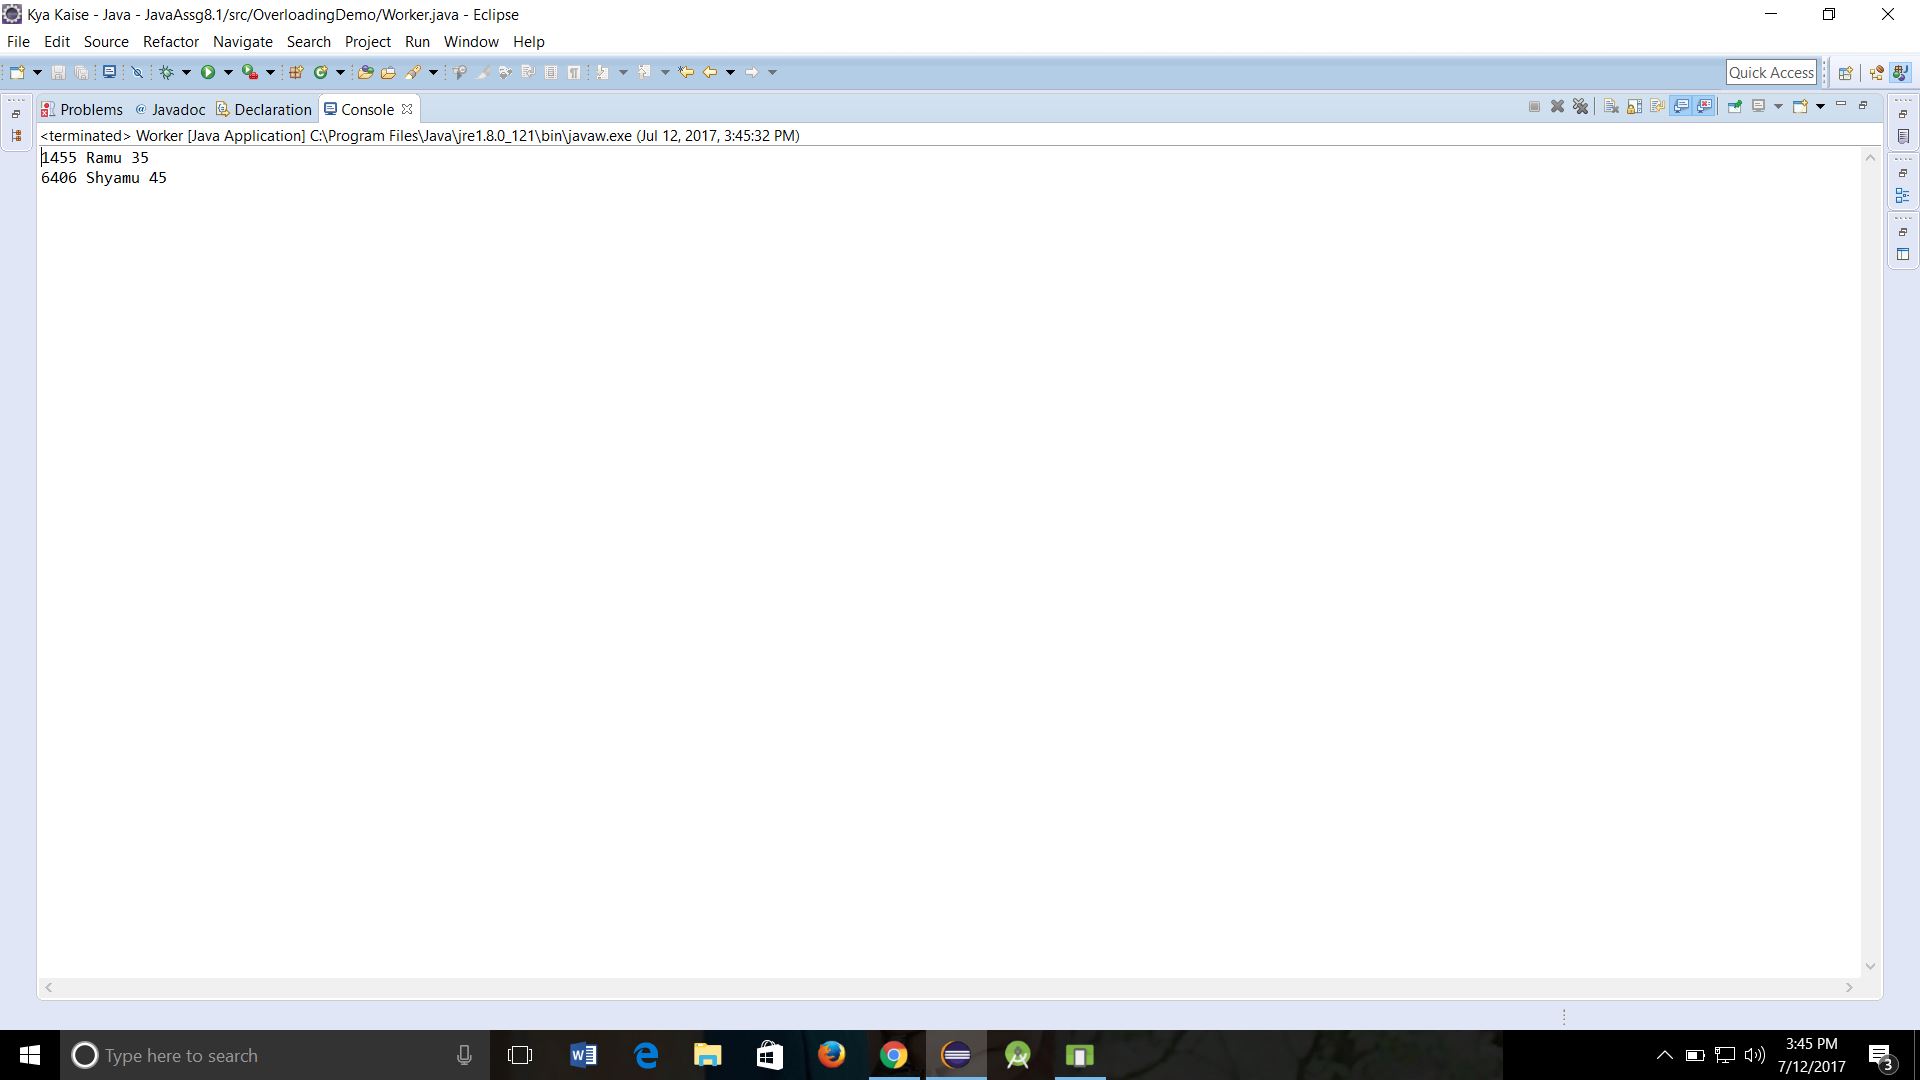 Kya Kaise - Java - JavaAssg8.1/src/OverloadingDemo/Worker.java - Eclipse
File Edit Source Refactor Navigate Search Project Run Window Help
Quick Access
Problems @ Javadoc Declaration Console
<terminated> Worker [Java Application] C:\Program Files\Java\jre1.8.0_121\bin\javaw.exe (Jul 12, 2017, 3:45:32 PM)
1455 Ramu 35
6406 Shyamu 45
Type here to search
3:45 PM
7/12/2017
3